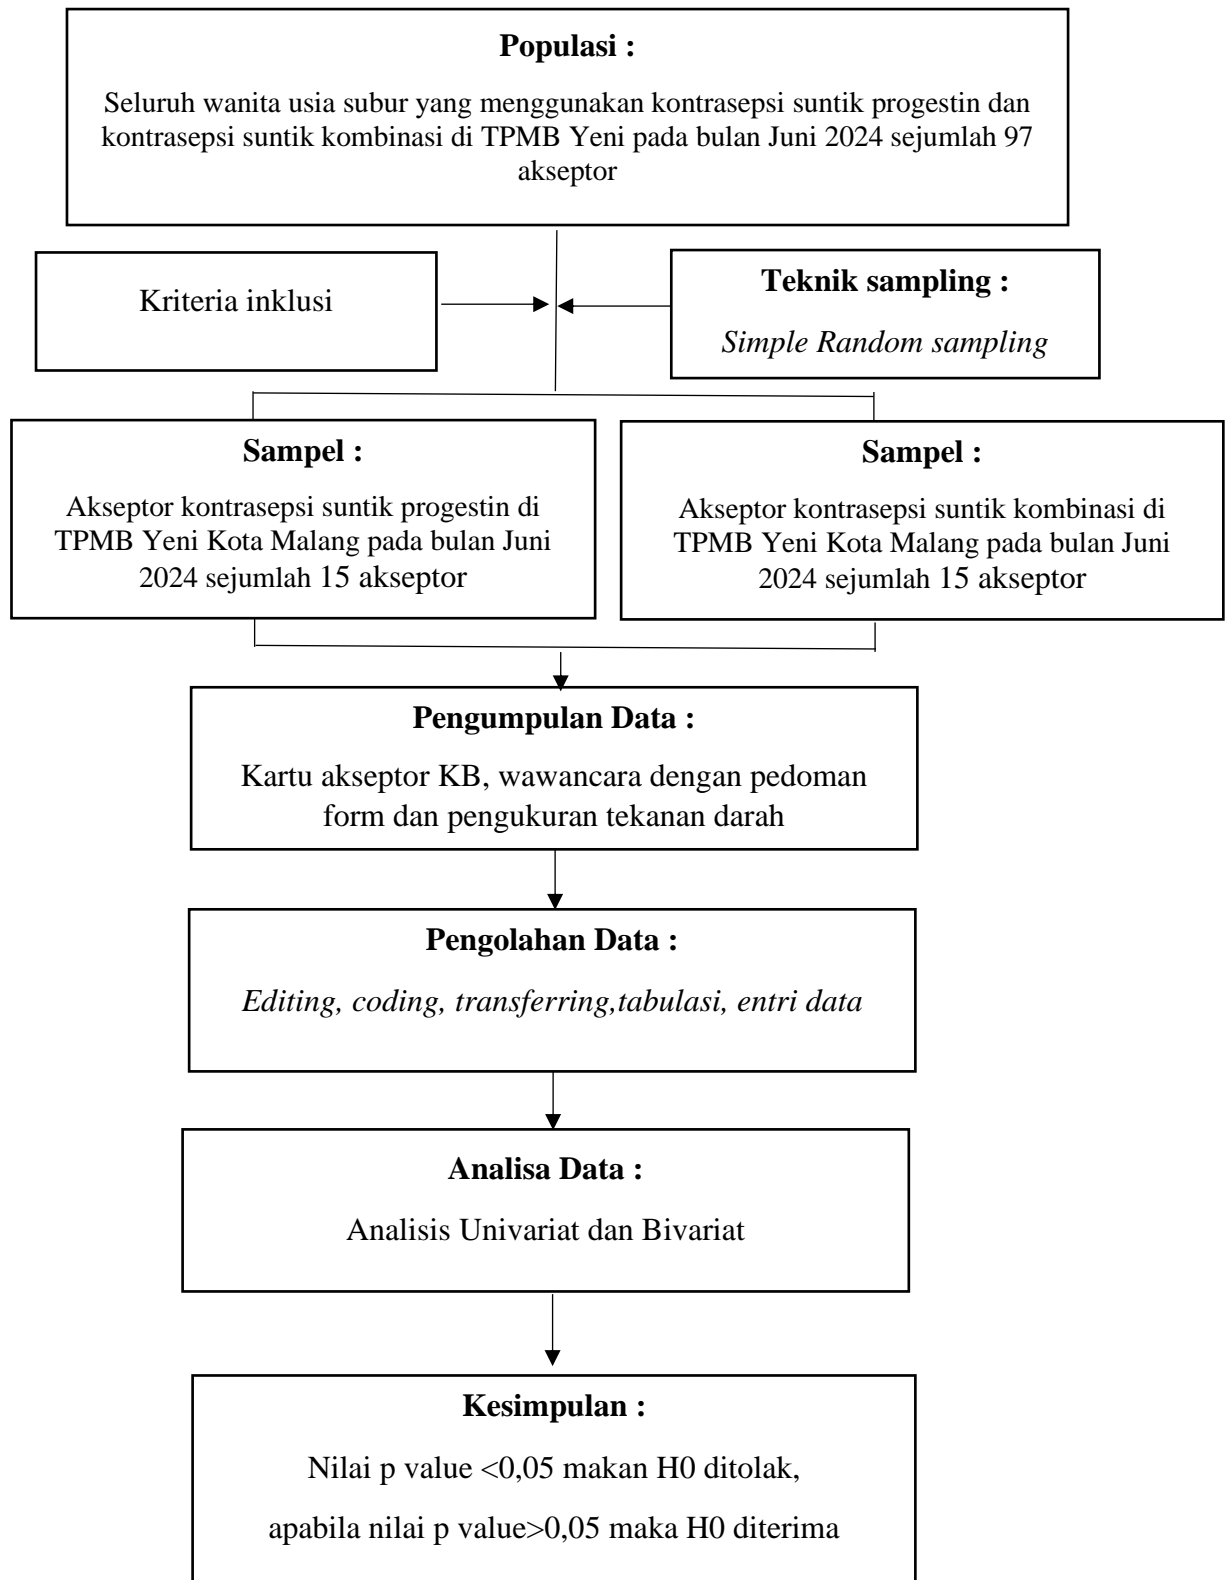 Populasi :
Seluruh wanita usia subur yang menggunakan kontrasepsi suntik progestin dan
kontrasepsi suntik kombinasi di TPMB Yeni pada bulan Juni 2024 sejumlah 97
akseptor
Kriteria inklusi
Teknik sampling :
Simple Random sampling
Sampel :
Akseptor kontrasepsi suntik progestin di
TPMB Yeni Kota Malang pada bulan Juni
2024 sejumlah 15 akseptor
Sampel :
Akseptor kontrasepsi suntik kombinasi di
TPMB Yeni Kota Malang pada bulan Juni
2024 sejumlah 15 akseptor
Pengumpulan Data :
Kartu akseptor KB, wawancara dengan pedoman
form dan pengukuran tekanan darah
Pengolahan Data :
Editing, coding, transferring,tabulasi, entri data
Analisa Data :
Analisis Univariat dan Bivariat
Kesimpulan :
Nilai p value <0,05 makan H0 ditolak,
apabila nilai p value>0,05 maka H0 diterima